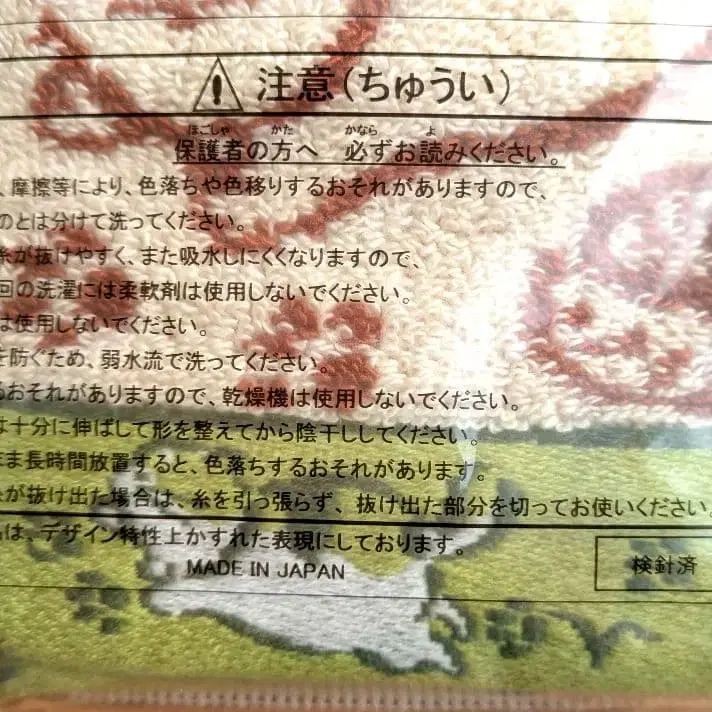 注意(ちゅうい)
保護者の方へ 必ずお読みください。
、摩擦等により、色落ちや色移りするおそれがありますので、
のとは分けて洗ってください。
糸が抜けやすく、また吸水しにくくなりますので、
回の洗濯には柔軟剤は使用しないでください。
は使用しないでください。
を防ぐため、弱水流で洗ってください。
るおそれがありますので、乾燥機は使用しないでください。
は十分に伸ばして形を整えてから陰干ししてください。
まま長時間放置すると、色落ちするおそれがあります。
が抜け出た場合は、糸を引っ張らず、抜け出た部分を切ってお使いください。
は、デザイン特性上かすれた表現にしております。
MADE IN JAPAN
検針済